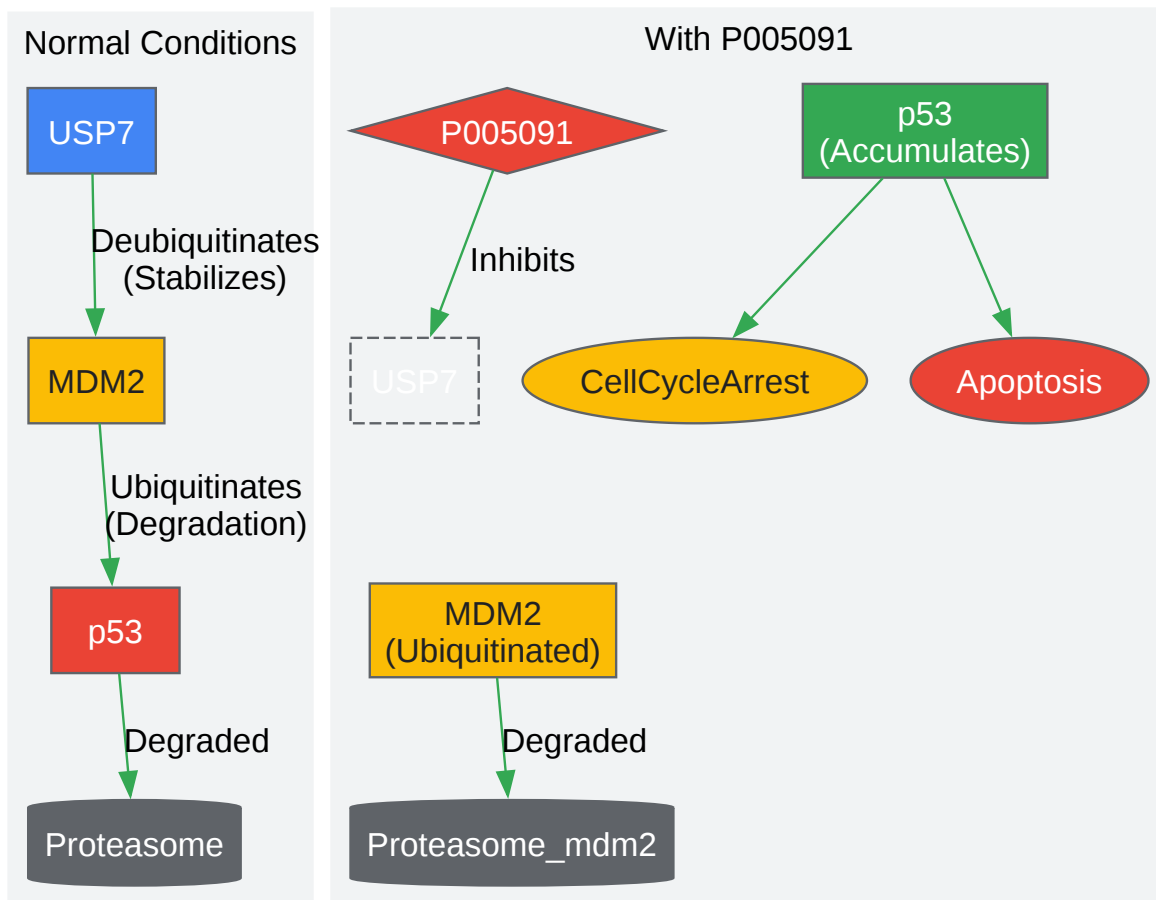 Normal Conditions
USP7
Deubiquitinates
(Stabilizes)
MDM2
Ubiquitinates
(Degradation)
p53
Degraded
Proteasome
With P005091
P005091
Inhibits
USP7
p53
(Accumulates)
CellCycleArrest
Apoptosis
MDM2
(Ubiquitinated)
Degraded
Proteasome_mdm2